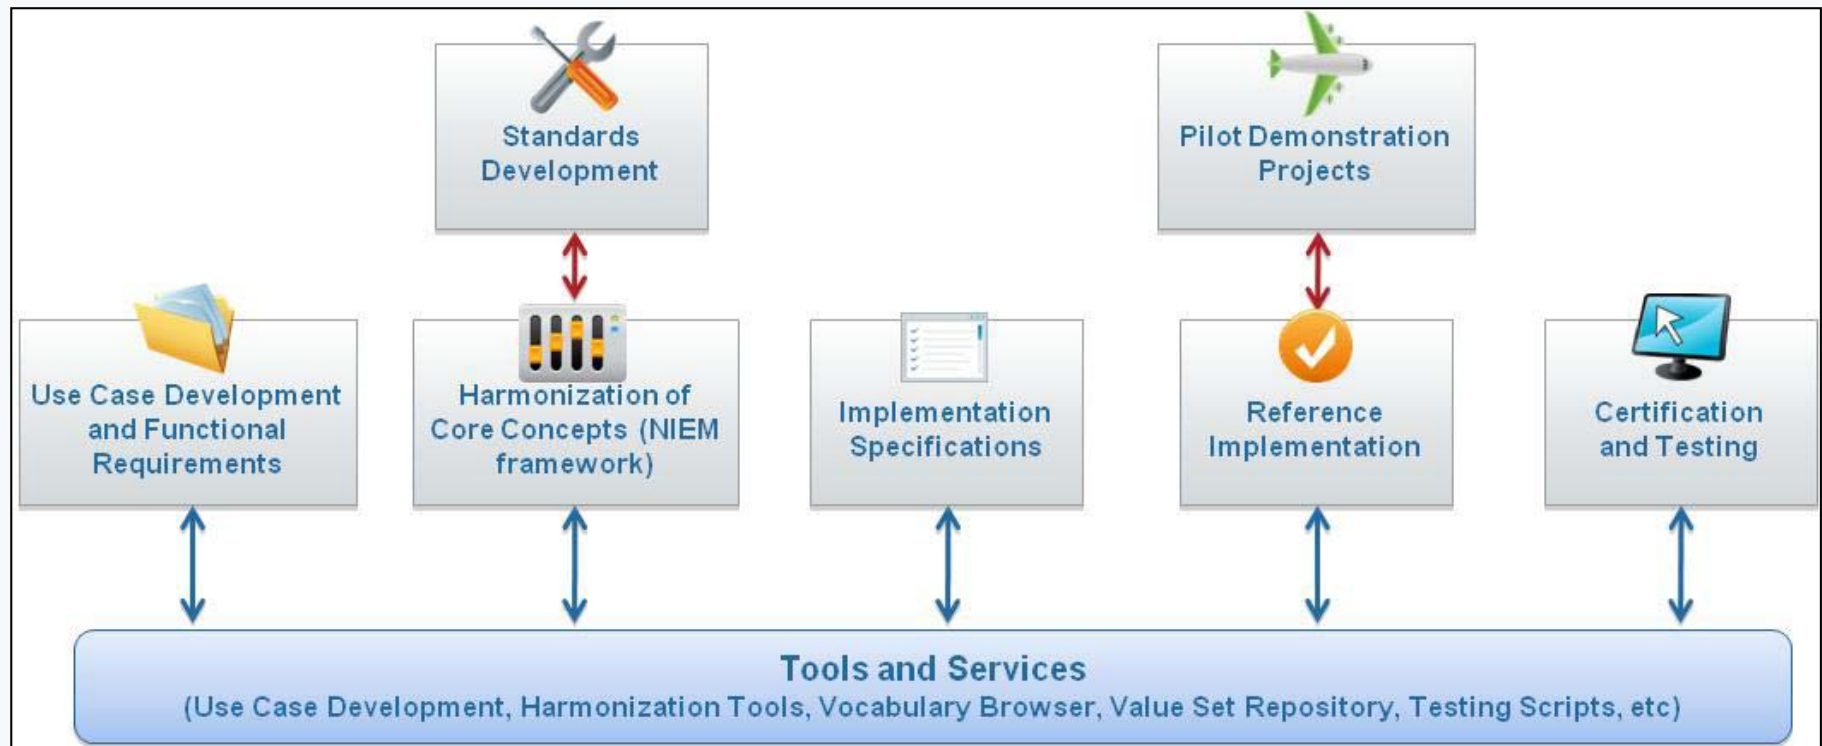 Standards
Development
Pilot Demonstration
Projects
Use Case Development
and Functional
Requirements
Harmonization of
Core Concepts (NIEM
framework)
Implementation
Specifications
Reference
Implementation
Certification
and Testing
Tools and Services
(Use Case Development, Harmonization Tools, Vocabulary Browser, Value Set Repository, Testing Scripts, etc)